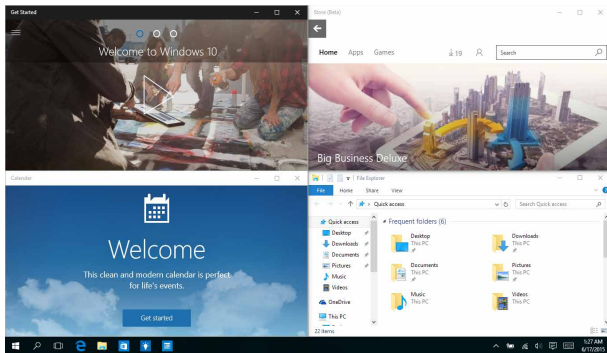 Get Started
Welcome to Windows 10
Store (Beta)
Home Apps Games
19
Search
Big Business Deluxe
Calendar
Welcome
This clean and modern calendar is perfect
for life's events.
Get started
File Explorer
File Home Share View
Quick access
Search Quick access
Quick access
Desktop
Downloads
Documents
Pictures
Music
Videos
OneDrive
This PC
Frequent folders (6)
Desktop
This PC
Downloads
This PC
Documents
This PC
Pictures
This PC
Music
This PC
Videos
This PC
22 items
1:27 AM
6/17/2015